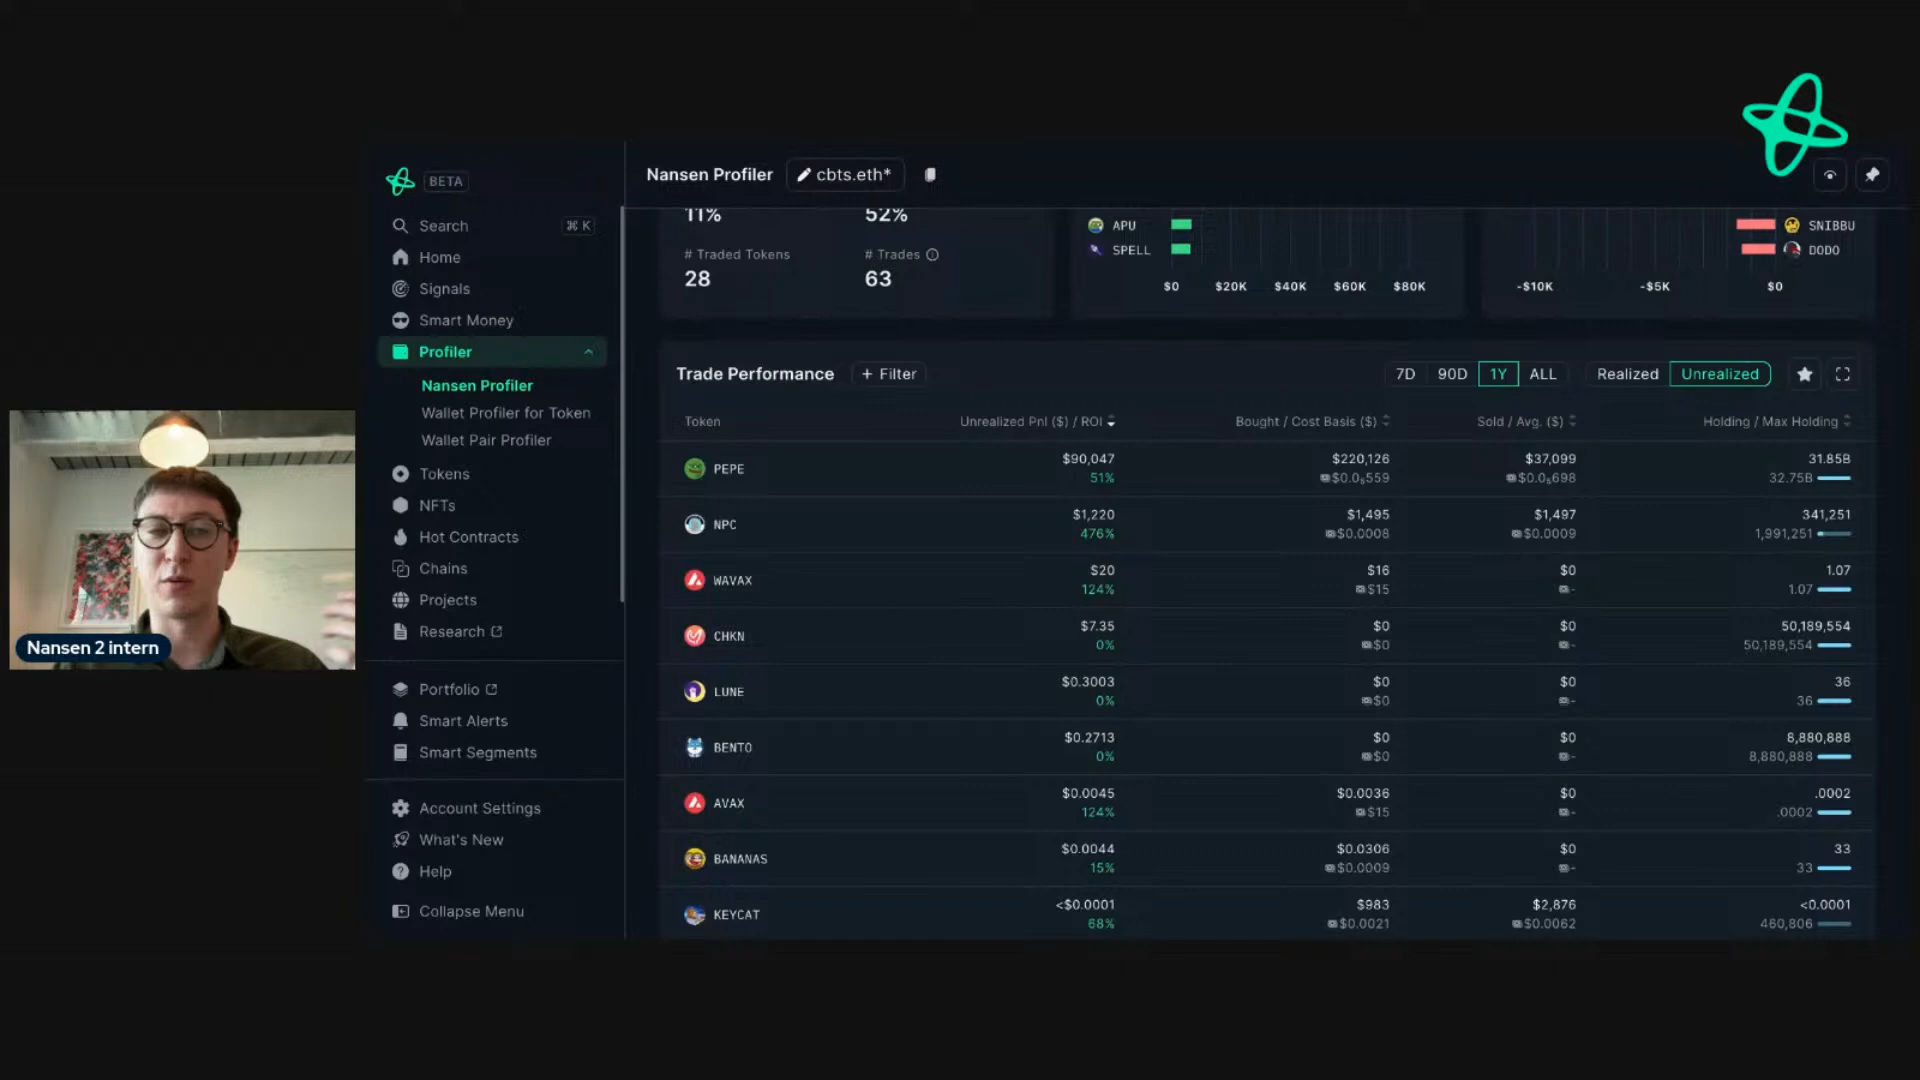 BETA
Search
⌘ K
Home
Signals
Smart Money
Profiler
Nansen Profiler
Wallet Profiler for Token
Wallet Pair Profiler
Tokens
NFTs
Hot Contracts
Chains
Projects
Research
Portfolio
Smart Alerts
Smart Segments
Account Settings
What's New
Help
Collapse Menu
Nansen 2 intern
Nansen Profiler
cbts.eth*
11%
52%
# Traded Tokens
# Trades
28
63
APU
SPELL
$0 $20K $40K $60K $80K
SNIBBU
DODO
-$10K -$5K $0
Trade Performance
+ Filter
7D 90D 1Y ALL
Realized Unrealized
Token Unrealized Pnl ($) / ROI Bought / Cost Basis ($) Sold / Avg. ($) Holding / Max Holding
PEPE $90,047 $220,126 $37,099 31.85B
51% $0.0₅559 $0.0₅698 32.75B
NPC $1,220 $1,495 $1,497 341,251
476% $0.0008 $0.0009 1,991,251
WAVAX $20 $16 $0 1.07
124% $15 - 1.07
CHKN $7.35 $0 $0 50,189,554
0% $0 - 50,189,554
LUNE $0.3003 $0 $0 36
0% $0 - 36
BENTO $0.2713 $0 $0 8,880,888
0% $0 - 8,880,888
AVAX $0.0045 $0.0036 $0 .0002
124% $15 - .0002
BANANAS $0.0044 $0.0306 $0 33
15% $0.0009 - 33
KEYCAT <$0.0001 $983 $2,876 <0.0001
68% $0.0021 $0.0062 460,806